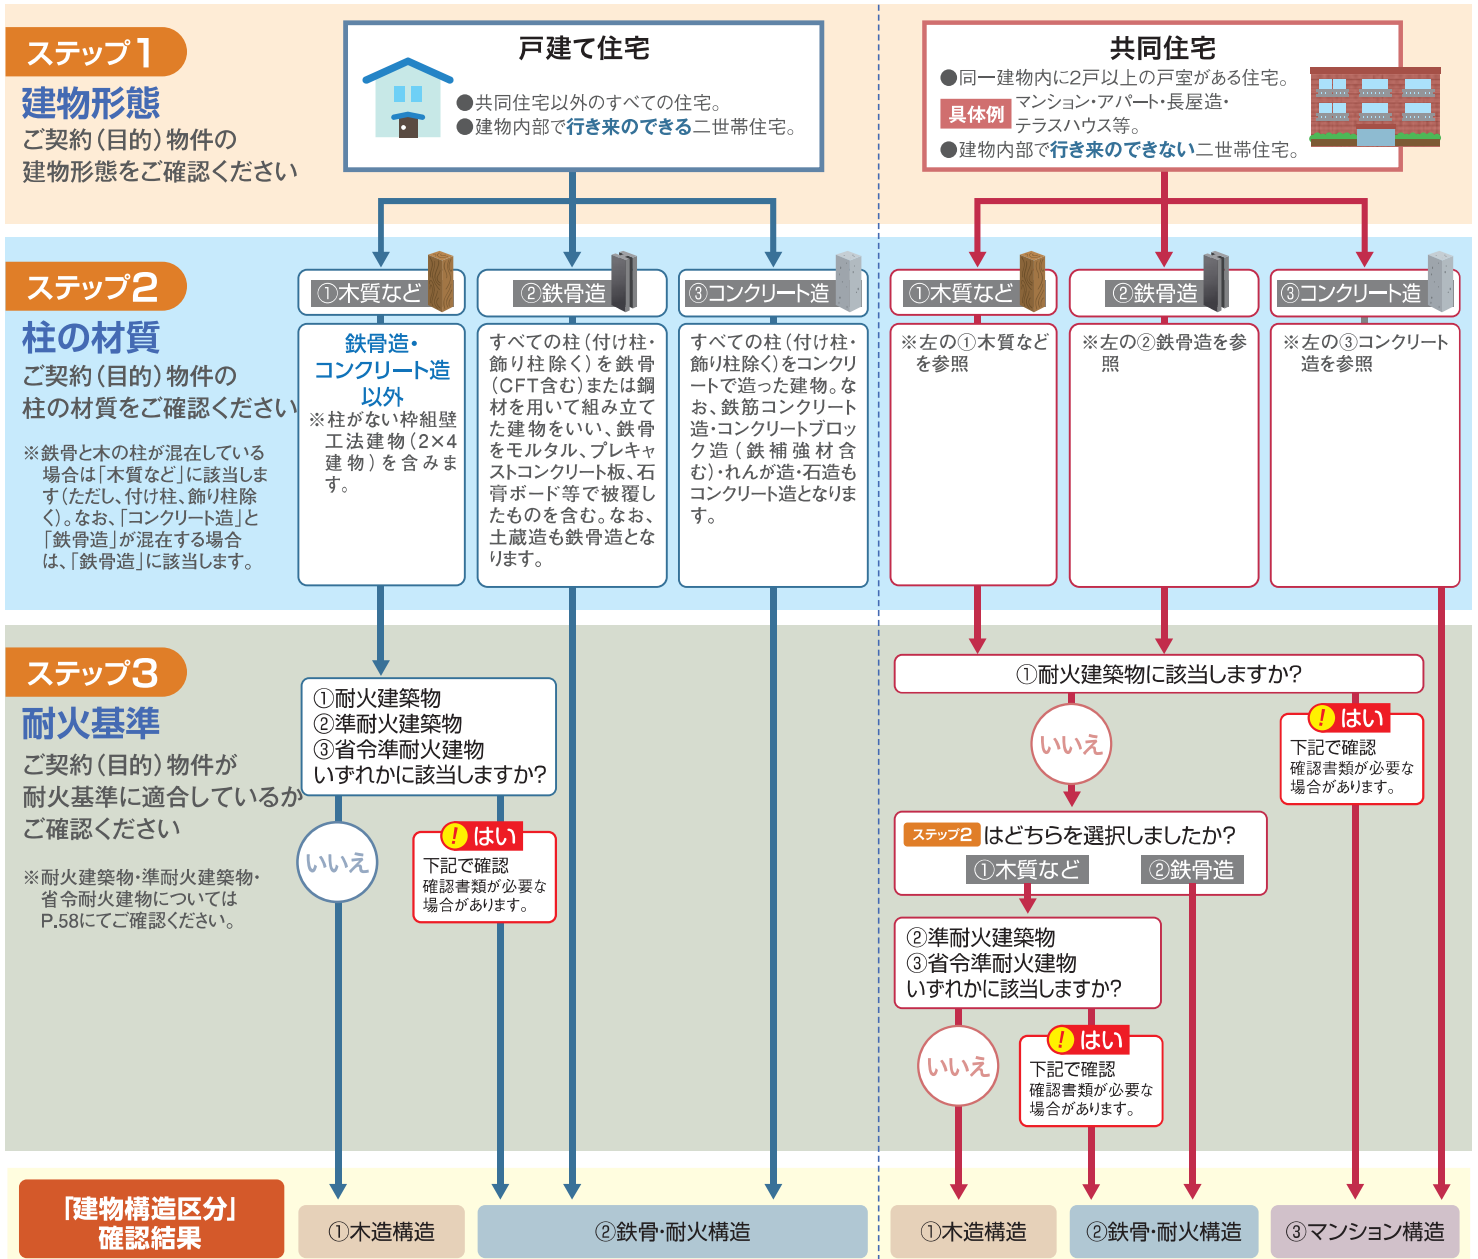 ステップ1
建物形態
ご契約(目的)物件の
建物形態をご確認ください
戸建て住宅
●共同住宅以外のすべての住宅。
●建物内部で行き来のできる二世帯住宅。
共同住宅
●同一建物内に2戸以上の戸室がある住宅。
具体例
マンション・アパート・長屋造・
テラスハウス等。
●建物内部で行き来のできない二世帯住宅。
ステップ2
柱の材質
ご契約(目的)物件の
柱の材質をご確認ください
※鉄骨と木の柱が混在している
場合は「木質など」に該当しま
す(ただし、付け柱、飾り柱除
く)。なお、「コンクリート造」と
「鉄骨造」が混在する場合
は、「鉄骨造」に該当します。
①木質など
鉄骨造・
コンクリート造
以外
※柱がない枠組壁
工法建物(2×4
建物)を含みま
す。
②鉄骨造
すべての柱(付け柱・
飾り柱除く)を鉄骨
(CFT含む)または鋼
材を用いて組み立て
た建物をいい、鉄骨
をモルタル、プレキャ
ストコンクリート板、石
膏ボード等で被覆し
たものを含む。なお、
土蔵造も鉄骨造とな
ります。
③コンクリート造
すべての柱(付け柱・
飾り柱除く)をコンクリ
ートで造った建物。な
お、鉄筋コンクリート
造・コンクリートブロッ
ク造(鉄補強材含
む)・れんが造・石造も
コンクリート造となりま
す。
①木質など
※左の①木質など
を参照
②鉄骨造
※左の②鉄骨造を参
照
③コンクリート造
※左の③コンクリート
造を参照
ステップ3
耐火基準
ご契約(目的)物件が
耐火基準に適合しているか
ご確認ください
※耐火建築物・準耐火建築物・
省令耐火建物については
P.58にてご確認ください。
①耐火建築物
②準耐火建築物
③省令準耐火建物
いずれかに該当しますか?
いいえ
! はい
下記で確認
確認書類が必要な
場合があります。
①耐火建築物に該当しますか?
いいえ
! はい
下記で確認
確認書類が必要な
場合があります。
ステップ2 はどちらを選択しましたか?
①木質など
②鉄骨造
②準耐火建築物
③省令準耐火建物
いずれかに該当しますか?
いいえ
! はい
下記で確認
確認書類が必要な
場合があります。
「建物構造区分」
確認結果
①木造構造
②鉄骨・耐火構造
①木造構造
②鉄骨・耐火構造
③マンション構造